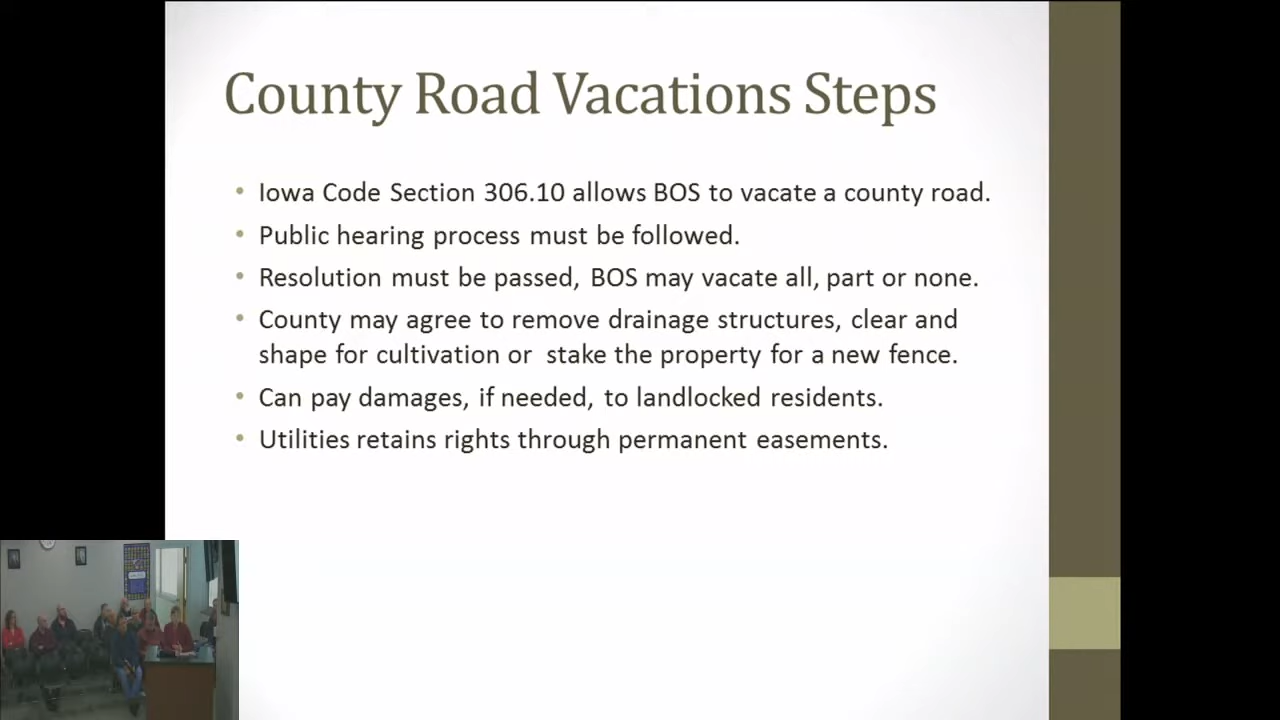 County Road Vacations Steps
• Iowa Code Section 306.10 allows BOS to vacate a county road.
• Public hearing process must be followed.
• Resolution must be passed, BOS may vacate all, part or none.
• County may agree to remove drainage structures, clear and
shape for cultivation or  stake the property for a new fence.
• Can pay damages, if needed, to landlocked residents.
• Utilities retains rights through permanent easements.